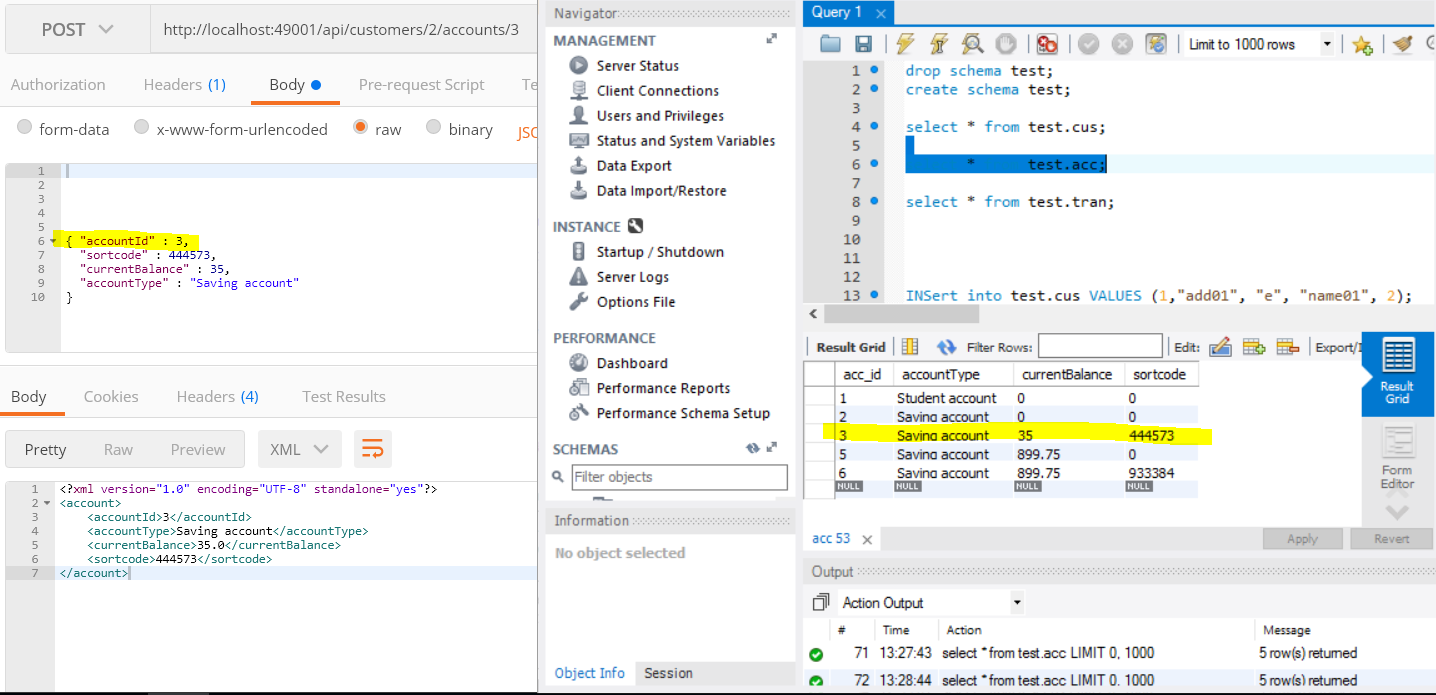 POST
http://localhost:49001/api/customers/2/accounts/3
Authorization
Headers (1)
Body
Pre-request Script
Te
form-data
x-www-form-urlencoded
raw
binary
JSC
1
2
3
4
5
6 { "accountId" : 3,
7 "sortcode" : 444573,
8 "currentBalance" : 35,
9 "accountType" : "Saving account"
10 }
Body
Cookies
Headers (4)
Test Results
Pretty
Raw
Preview
XML
1 <?xml version="1.0" encoding="UTF-8" standalone="yes"?>
2 <account>
3 <accountId>3</accountId>
4 <accountType>Saving account</accountType>
5 <currentBalance>35.0</currentBalance>
6 <sortcode>444573</sortcode>
7 </account>
Navigator
MANAGEMENT
Server Status
Client Connections
Users and Privileges
Status and System Variables
Data Export
Data Import/Restore
INSTANCE
Startup / Shutdown
Server Logs
Options File
PERFORMANCE
Dashboard
Performance Reports
Performance Schema Setup
SCHEMAS
Filter objects
Information
No object selected
Object Info
Session
Query 1
Limit to 1000 rows
1 drop schema test;
2 create schema test;
3
4 select * from test.cus;
5
6 * test.acc;
7
8 select * from test.tran;
9
10
11
12
13 INSert into test.cus VALUES (1,"add01", "e", "name01", 2);
Result Grid
Filter Rows:
Edit:
Export/I
acc_id accountType currentBalance sortcode
1 Student account 0 0
2 Saving account 0 0
3 Saving account 35 444573
5 Saving account 899.75 0
6 Saving account 899.75 933384
NULL NULL NULL NULL
Result
Grid
Form
Editor
acc 53
Apply
Revert
Output
Action Output
# Time Action Message
71 13:27:43 select * from test.acc LIMIT 0, 1000 5 row(s) returned
72 13:28:44 select * from test.acc LIMIT 0, 1000 5 row(s) returned